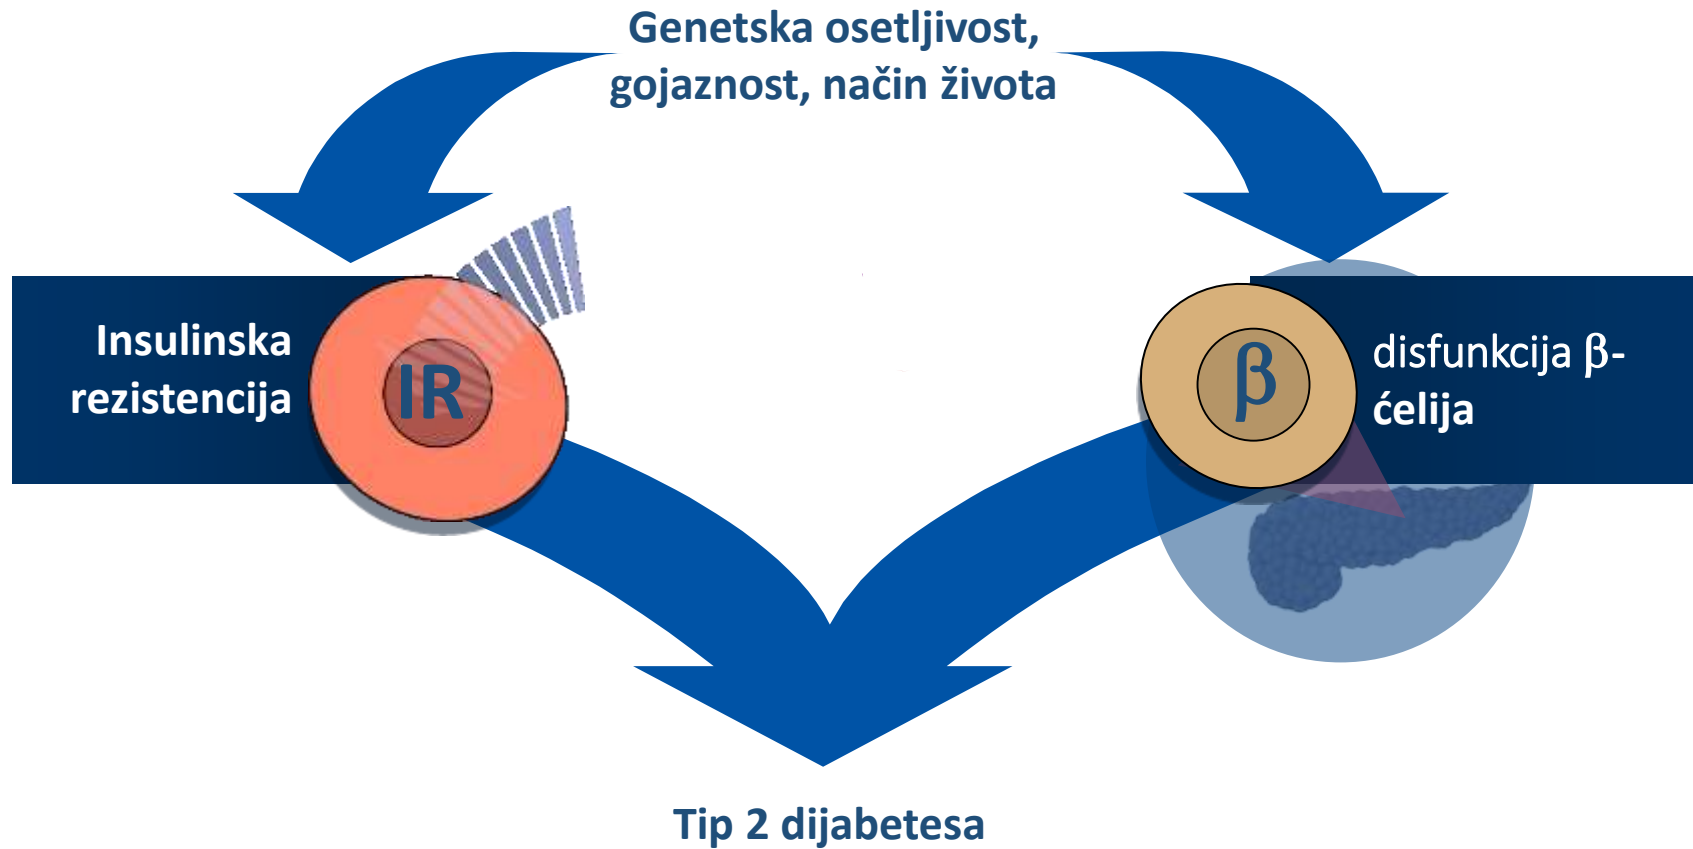 Genetska osetljivost,
gojaznost, način života
Insulinska
rezistencija
IR
β
disfunkcija β-
ćelija
Tip 2 dijabetesa